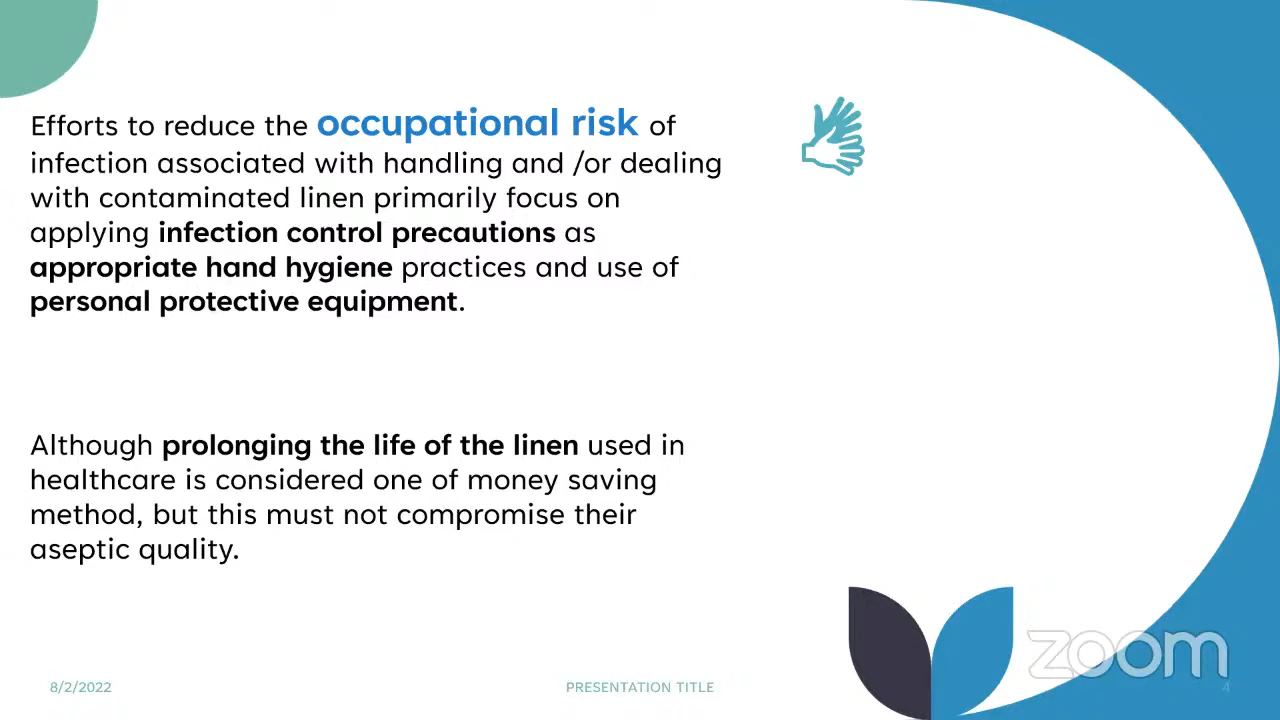 Efforts to reduce the occupational risk of
infection associated with handling and /or dealing
with contaminated linen primarily focus on
applying infection control precautions as
appropriate hand hygiene practices and use of
personal protective equipment.
Although prolonging the life of the linen used in
healthcare is considered one of money saving
method, but this must not compromise their
aseptic quality.
zoom
8/2/2022
PRESENTATION TITLE
4